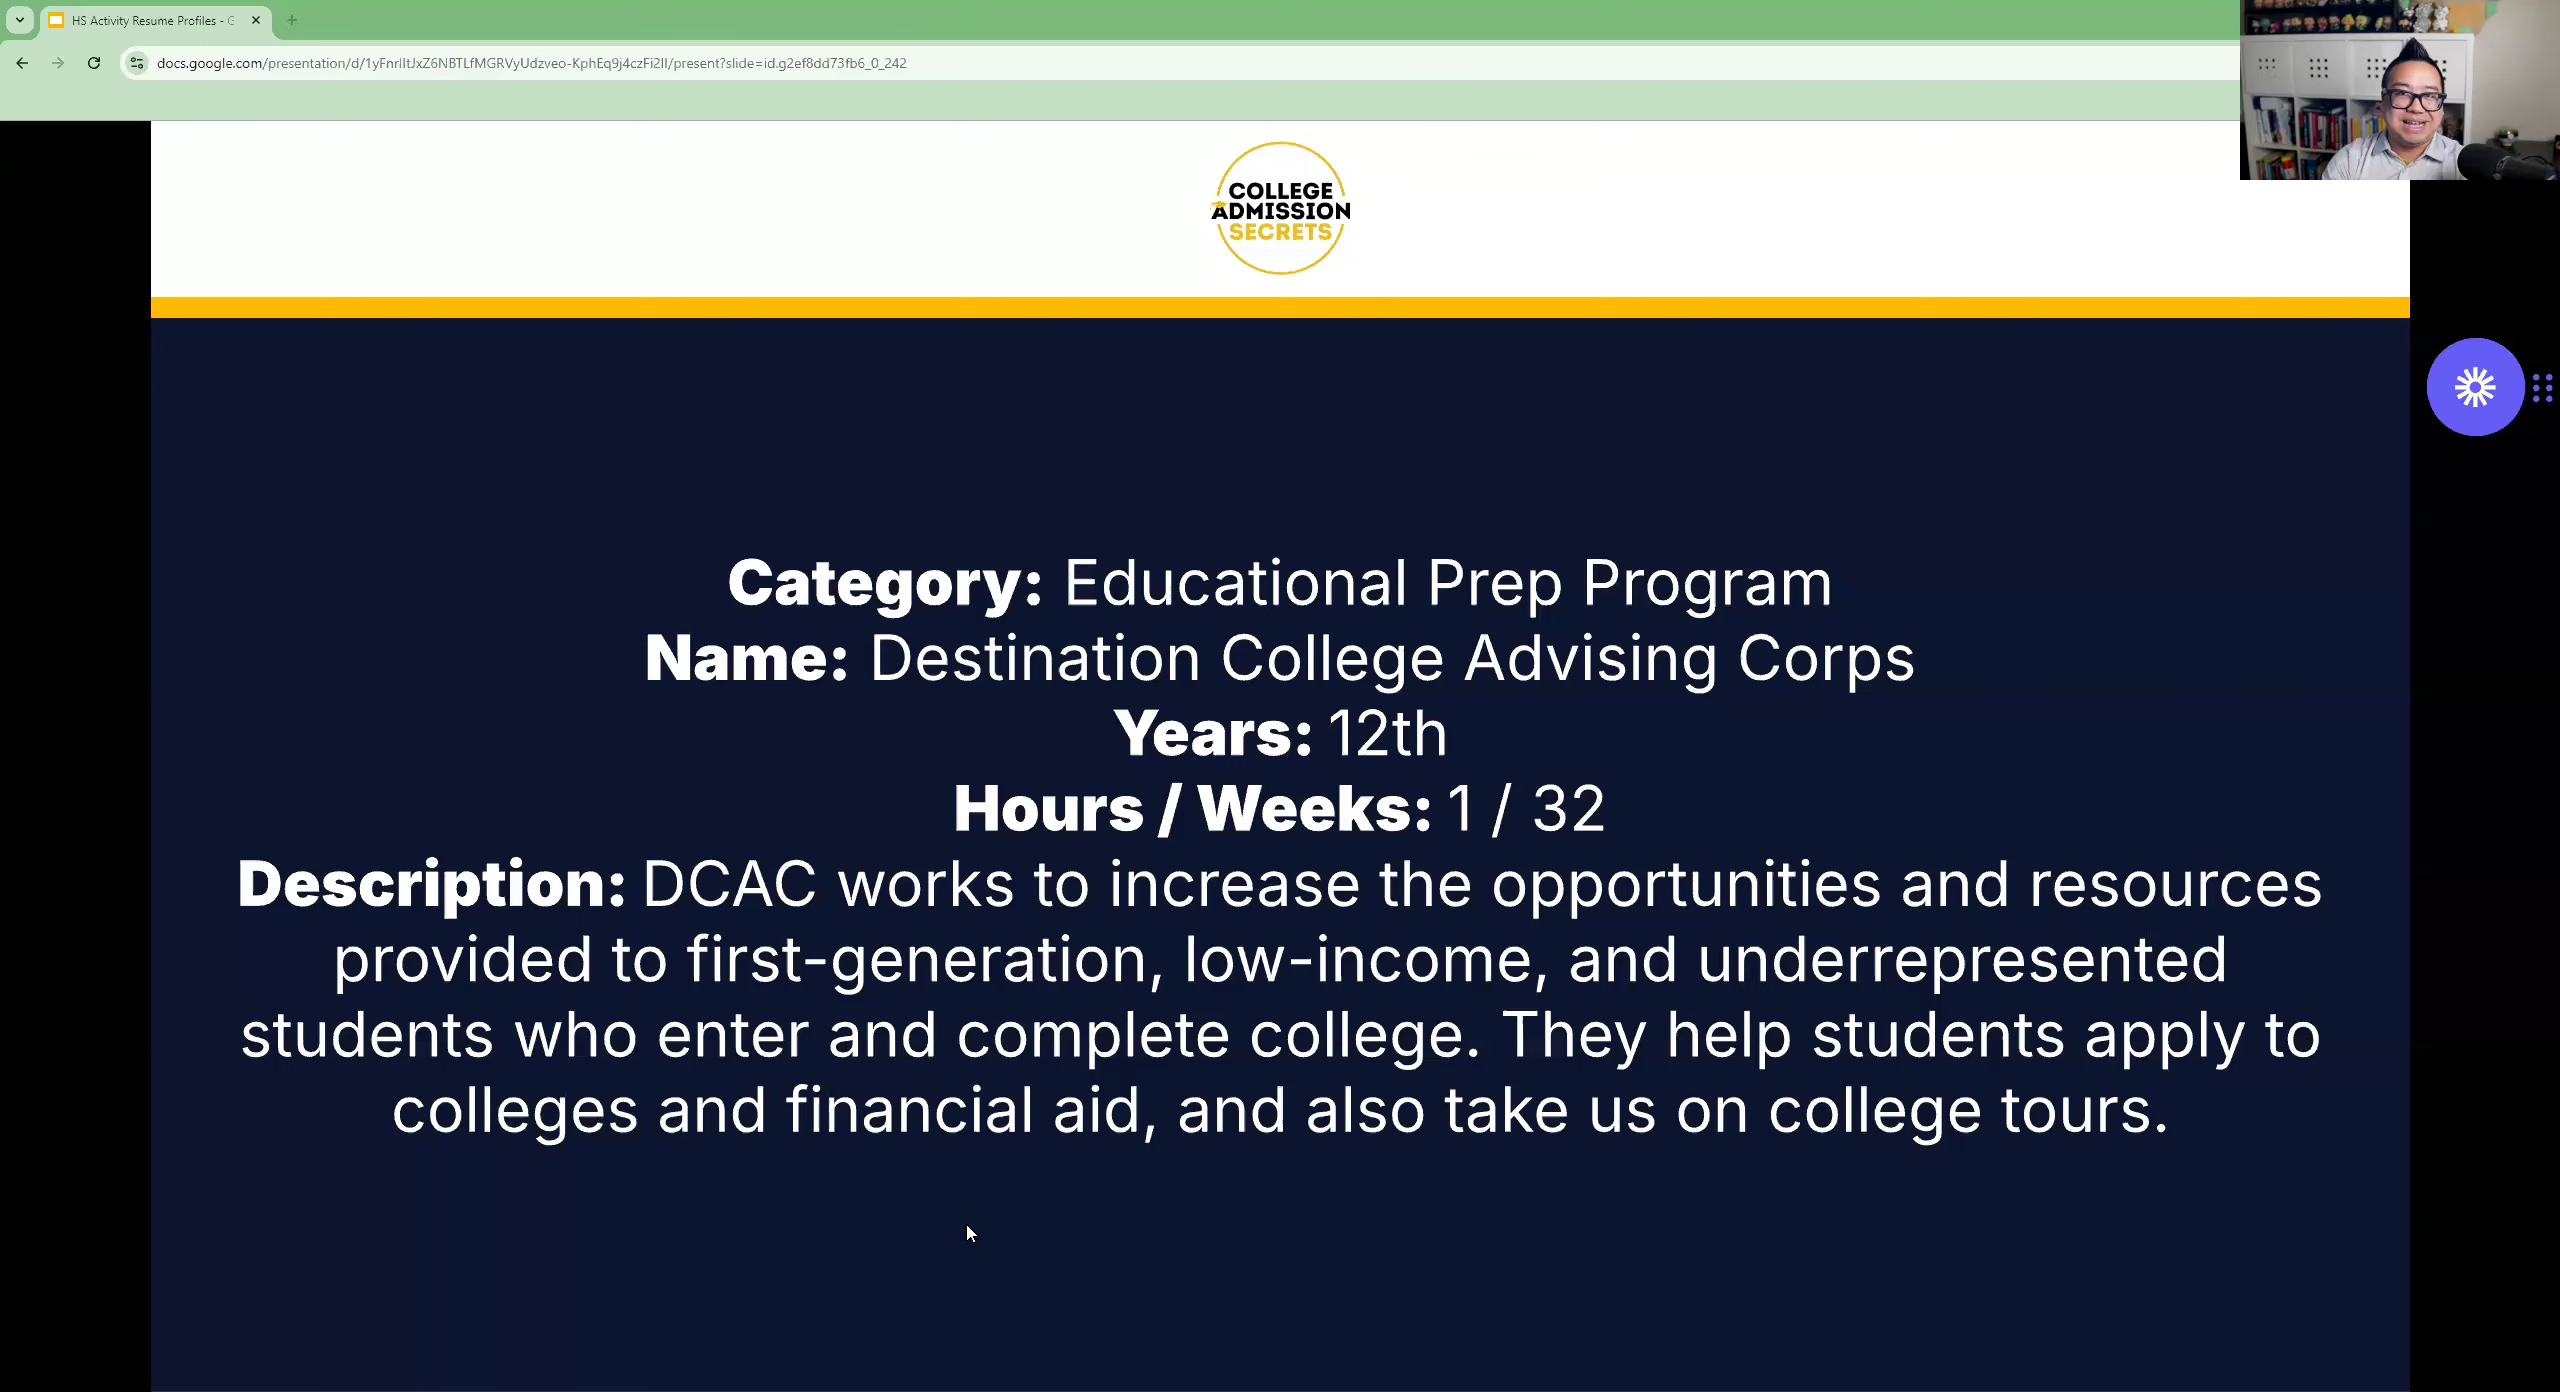 HS Activity Resume Profiles - G
docs.google.com/presentation/d/1yFnrlItJxZ6NBTLfMGRVyUdzveo-KphEq9j4czFi2II/present?slide=id.g2ef8dd73fb6_0_242
COLLEGE
ADMISSION
SECRETS
Category: Educational Prep Program
Name: Destination College Advising Corps
Years: 12th
Hours / Weeks: 1 / 32
Description: DCAC works to increase the opportunities and resources
provided to first-generation, low-income, and underrepresented
students who enter and complete college. They help students apply to
colleges and financial aid, and also take us on college tours.